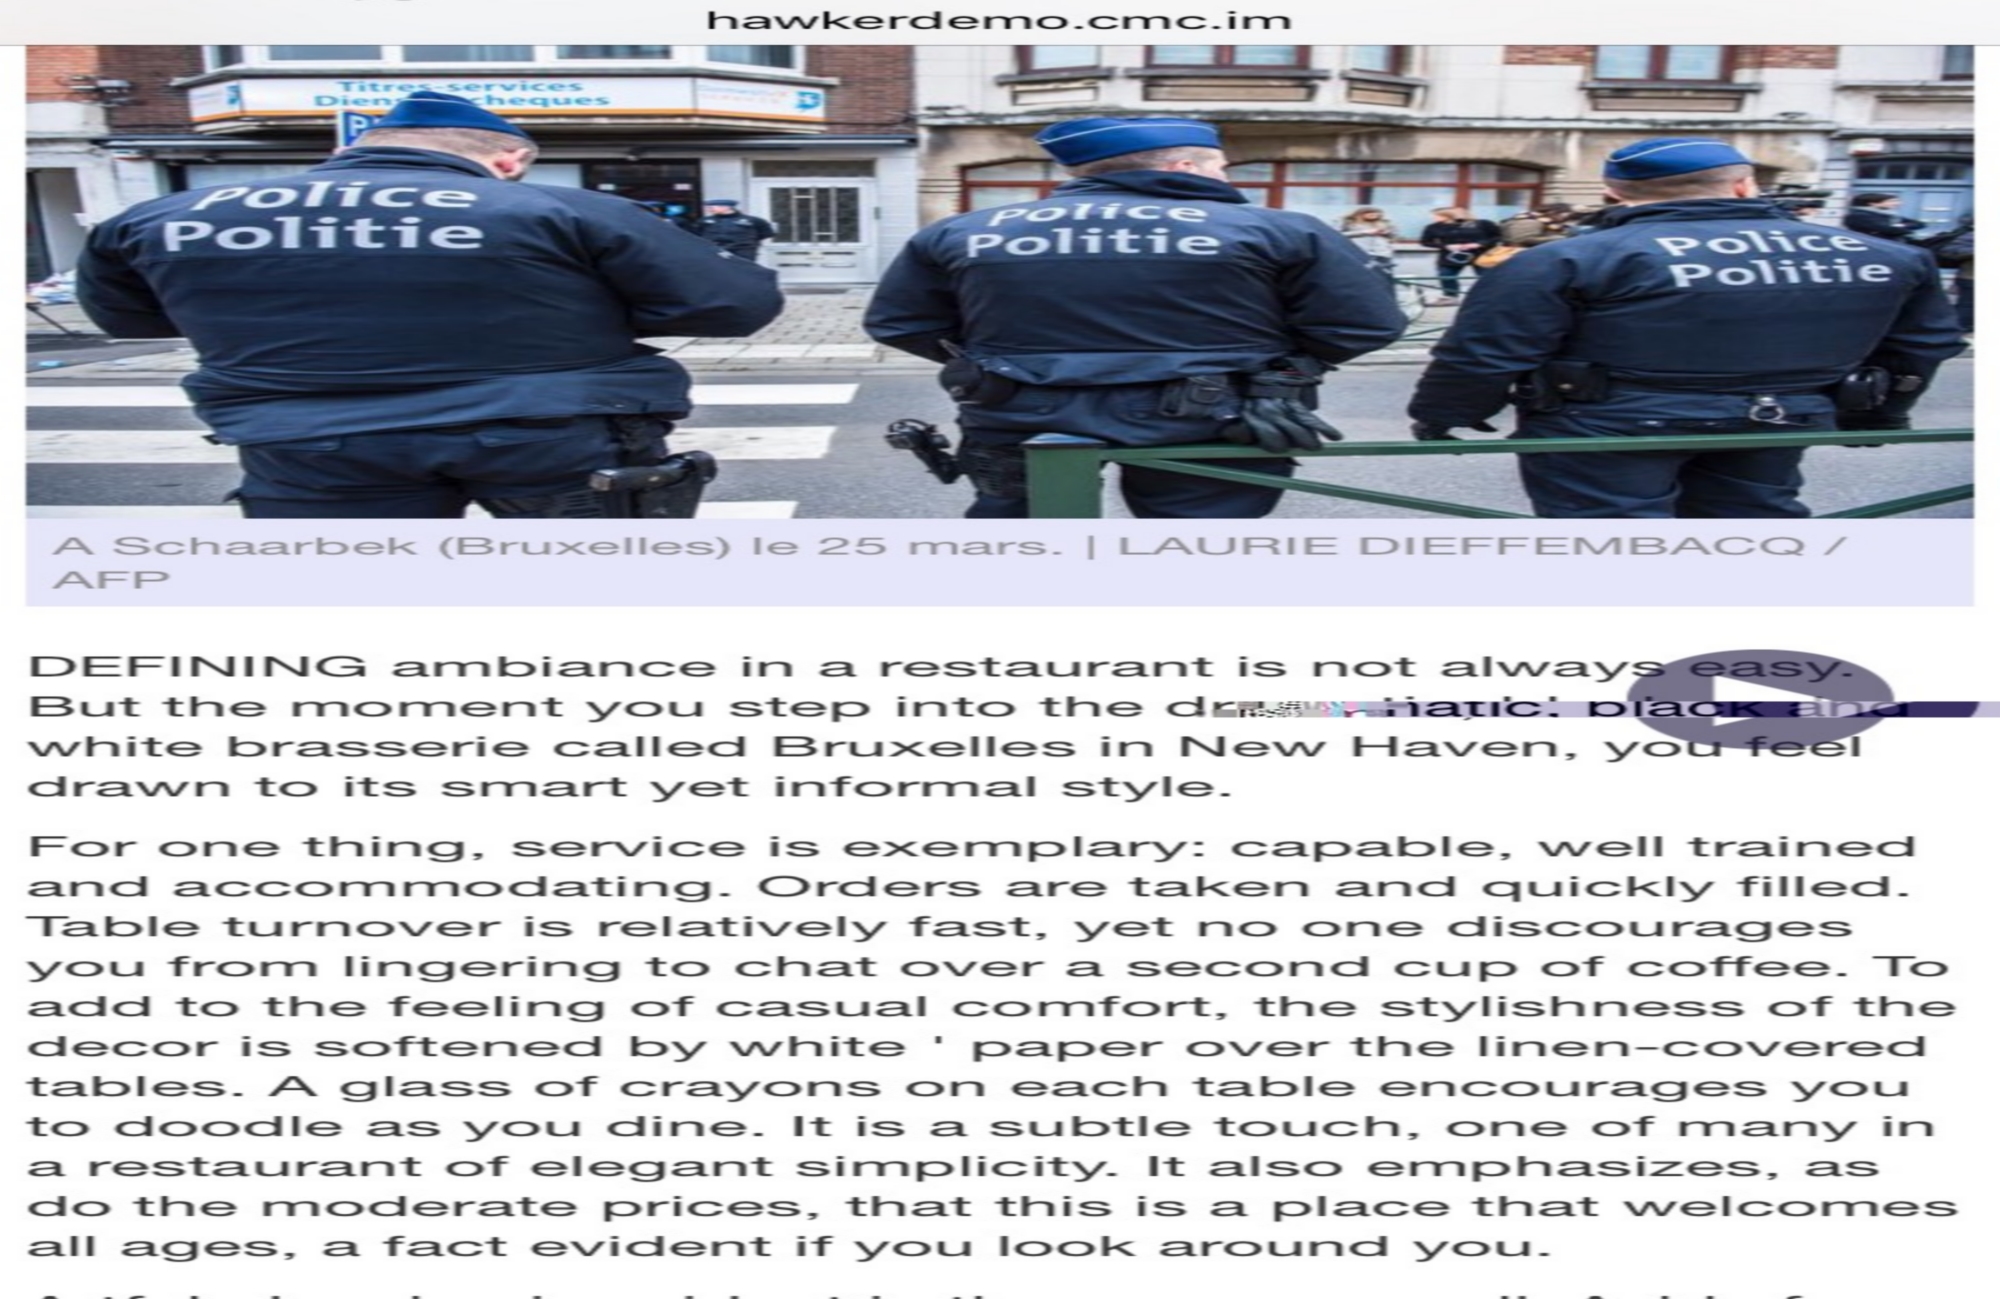 hawkerdemo.cmc.im
Titres-services
cheques
Police
Politie
Police
Politie
Police
Politie
A Schaarbek (Bruxelles) le 25 mars. | LAURIE DIEFFEMBACQ /
AFP
DEFINING ambiance in a restaurant is not always easy.
But the moment you step into the black and
white brasserie called Bruxelles in New Haven, you feel
drawn to its smart yet informal style.
For one thing, service is exemplary: capable, well trained
and accommodating. Orders are taken and quickly filled.
Table turnover is relatively fast, yet no one discourages
you from lingering to chat over a second cup of coffee. To
add to the feeling of casual comfort, the stylishness of the
decor is softened by white ' paper over the linen-covered
tables. A glass of crayons on each table encourages you
to doodle as you dine. It is a subtle touch, one of many in
a restaurant of elegant simplicity. It also emphasizes, as
do the moderate prices, that this is a place that welcomes
all ages, a fact evident if you look around you.